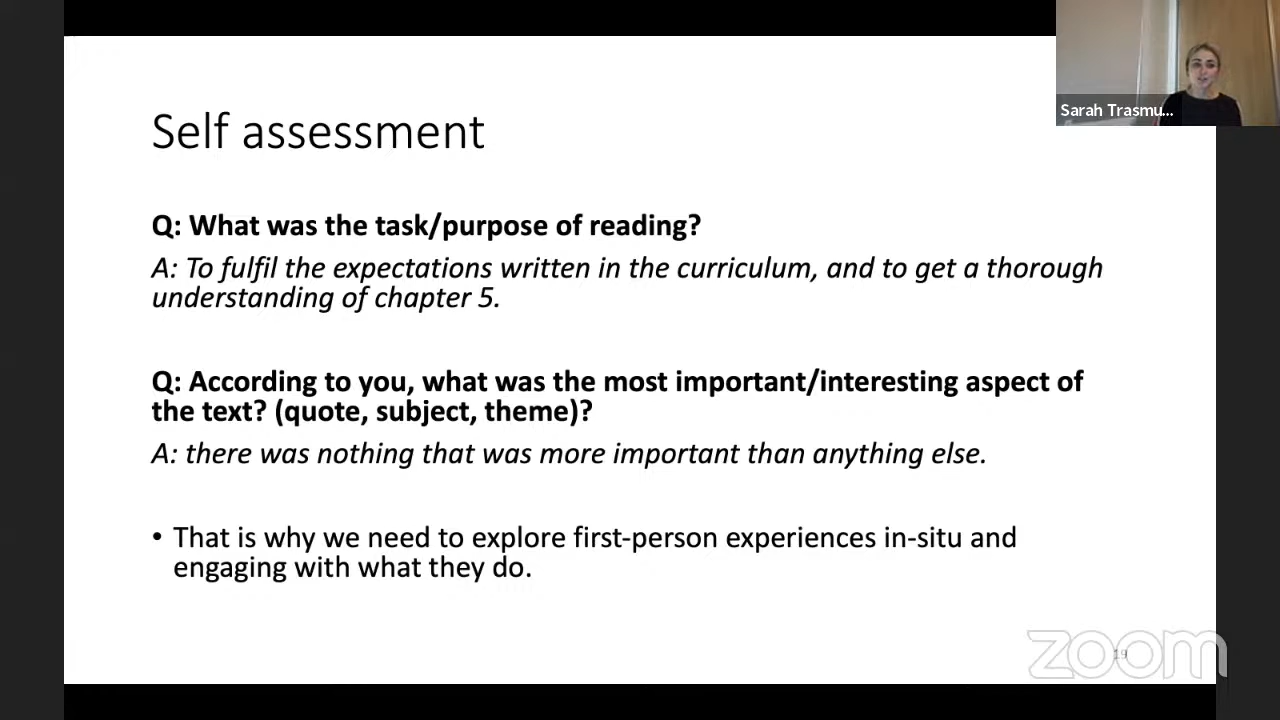 Sarah Trasmu...
Self assessment
Q: What was the task/purpose of reading?
A: To fulfil the expectations written in the curriculum, and to get a thorough
understanding of chapter 5.
Q: According to you, what was the most important/interesting aspect of
the text? (quote, subject, theme)?
A: there was nothing that was more important than anything else.
• That is why we need to explore first-person experiences in-situ and
engaging with what they do.
19
zoom